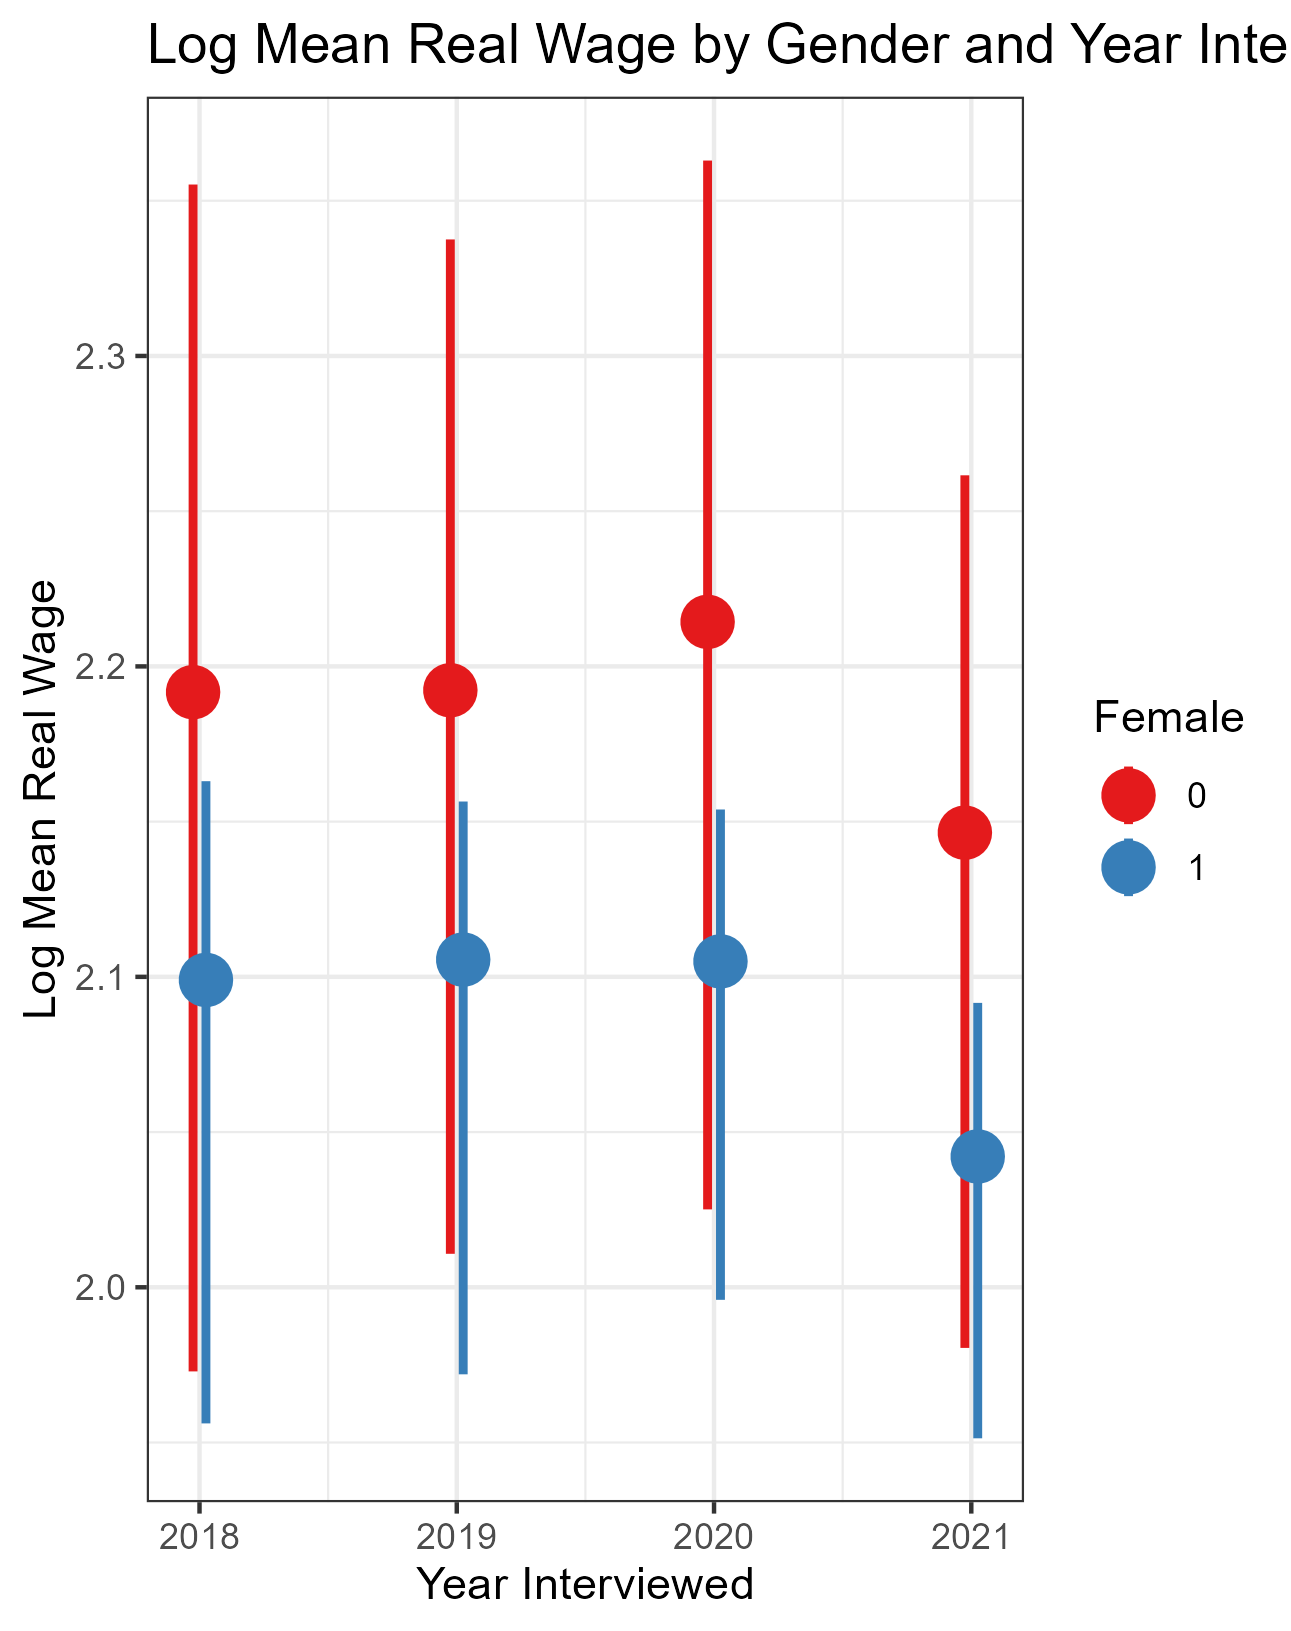 Log Mean Real Wage by Gender and Year Inte
Log Mean Real Wage
2.3
2.2
2.1
2.0
2018 2019 2020 2021
Year Interviewed
Female
0
1